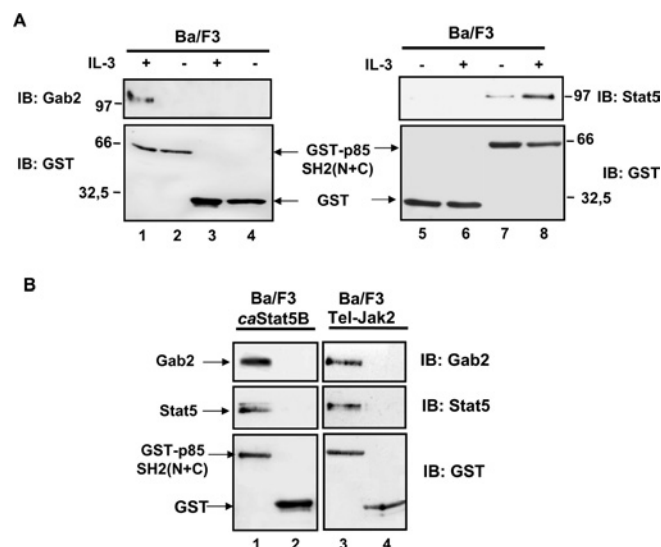 A
Ba/F3
IL-3 + - + -
IB: Gab2
97
IB: GST
66
32,5
1 2 3 4
GST-p85
SH2(N+C)
GST
Ba/F3
IL-3 - + - +
97
IB: Stat5
66
IB: GST
32,5
5 6 7 8
B
Ba/F3
caStat5B
Ba/F3
Tel-Jak2
Gab2
IB: Gab2
Stat5
IB: Stat5
GST-p85
SH2(N+C)
IB: GST
GST
1 2 3 4